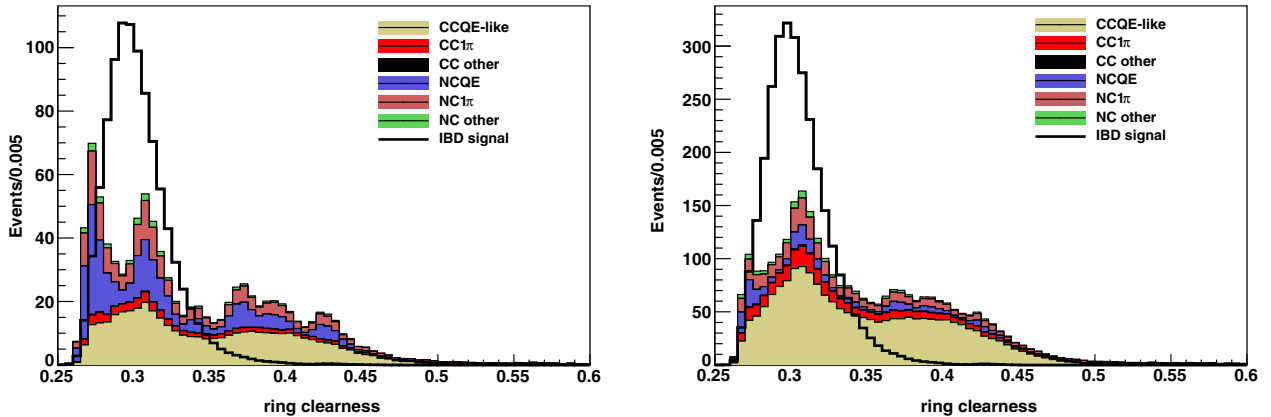 Events/0.005
100
80
60
40
20
0
0.25 0.3 0.35 0.4 0.45 0.5 0.55 0.6
ring clearness
CCQE-like
CC1π
CC other
NCQE
NC1π
NC other
IBD signal
Events/0.005
300
250
200
150
100
50
0
0.25 0.3 0.35 0.4 0.45 0.5 0.55 0.6
ring clearness
CCQE-like
CC1π
CC other
NCQE
NC1π
NC other
IBD signal